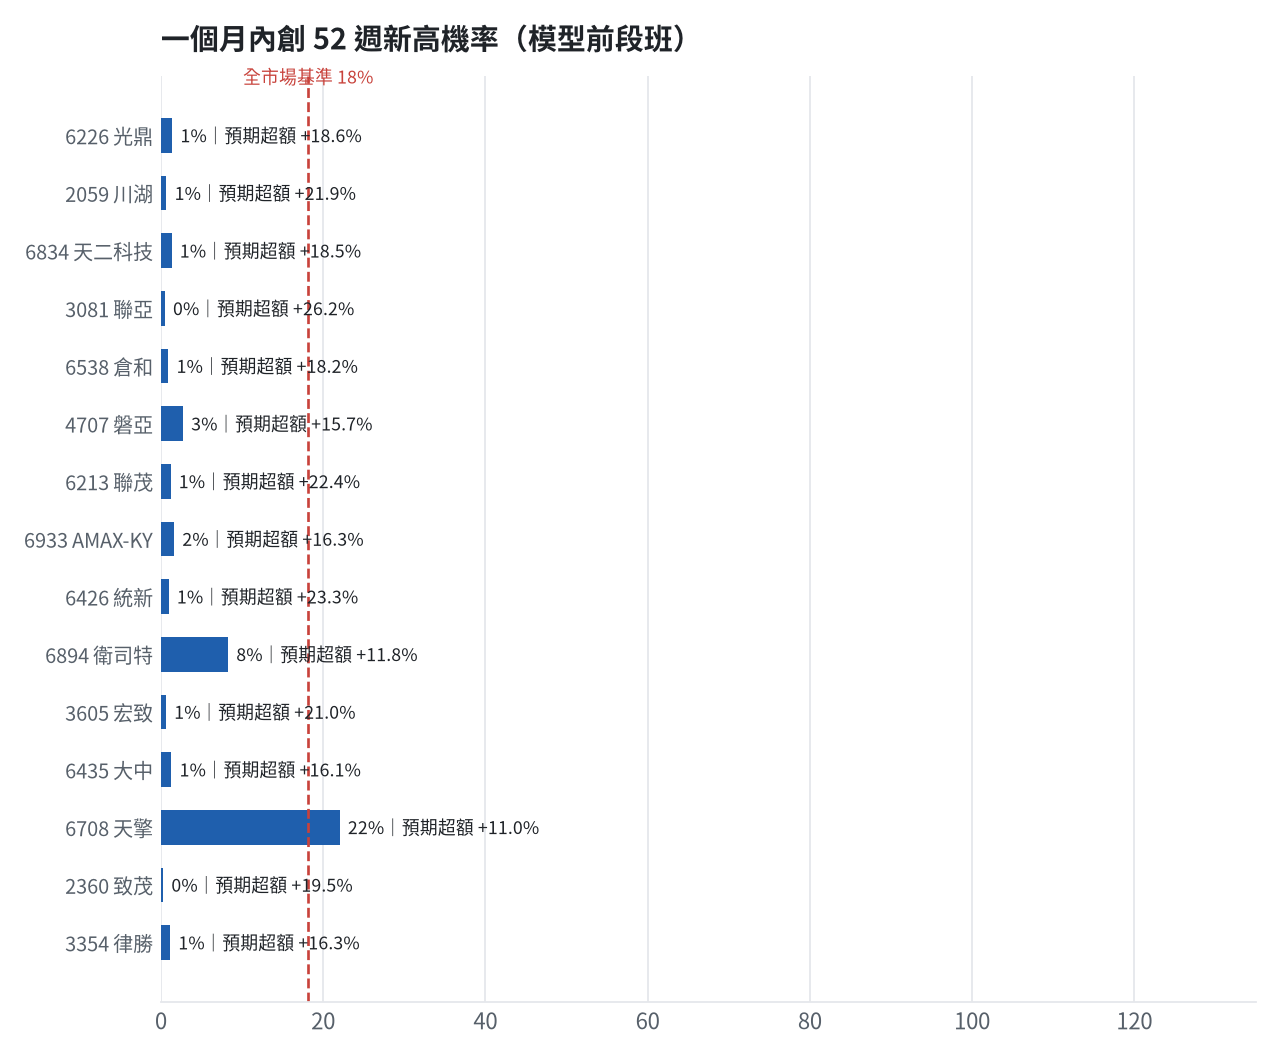 一個月內創 52 週新高機率（模型前段班）
全市場基準 18%
6226 光鼎 1%｜預期超額 +18.6%
2059 川湖 1%｜預期超額 +21.9%
6834 天二科技 1%｜預期超額 +18.5%
3081 聯亞 0%｜預期超額 +26.2%
6538 倉和 1%｜預期超額 +18.2%
4707 磐亞 3%｜預期超額 +15.7%
6213 聯茂 1%｜預期超額 +22.4%
6933 AMAX-KY 2%｜預期超額 +16.3%
6426 統新 1%｜預期超額 +23.3%
6894 衛司特 8%｜預期超額 +11.8%
3605 宏致 1%｜預期超額 +21.0%
6435 大中 1%｜預期超額 +16.1%
6708 天擎 22%｜預期超額 +11.0%
2360 致茂 0%｜預期超額 +19.5%
3354 律勝 1%｜預期超額 +16.3%
0 20 40 60 80 100 120